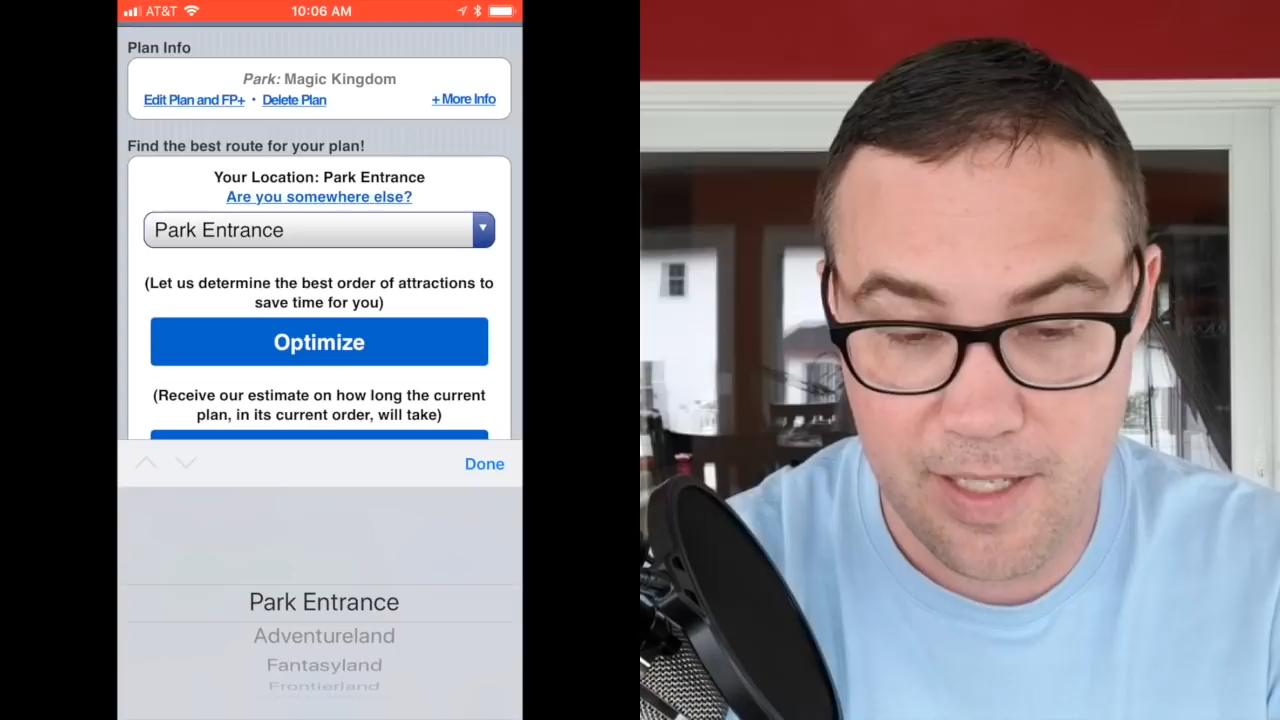 AT&T 10:06 AM
Plan Info
Park: Magic Kingdom
Edit Plan and FP+ • Delete Plan + More Info
Find the best route for your plan!
Your Location: Park Entrance
Are you somewhere else?
Park Entrance
(Let us determine the best order of attractions to
save time for you)
Optimize
(Receive our estimate on how long the current
plan, in its current order, will take)
Done
Park Entrance
Adventureland
Fantasyland
Frontierland